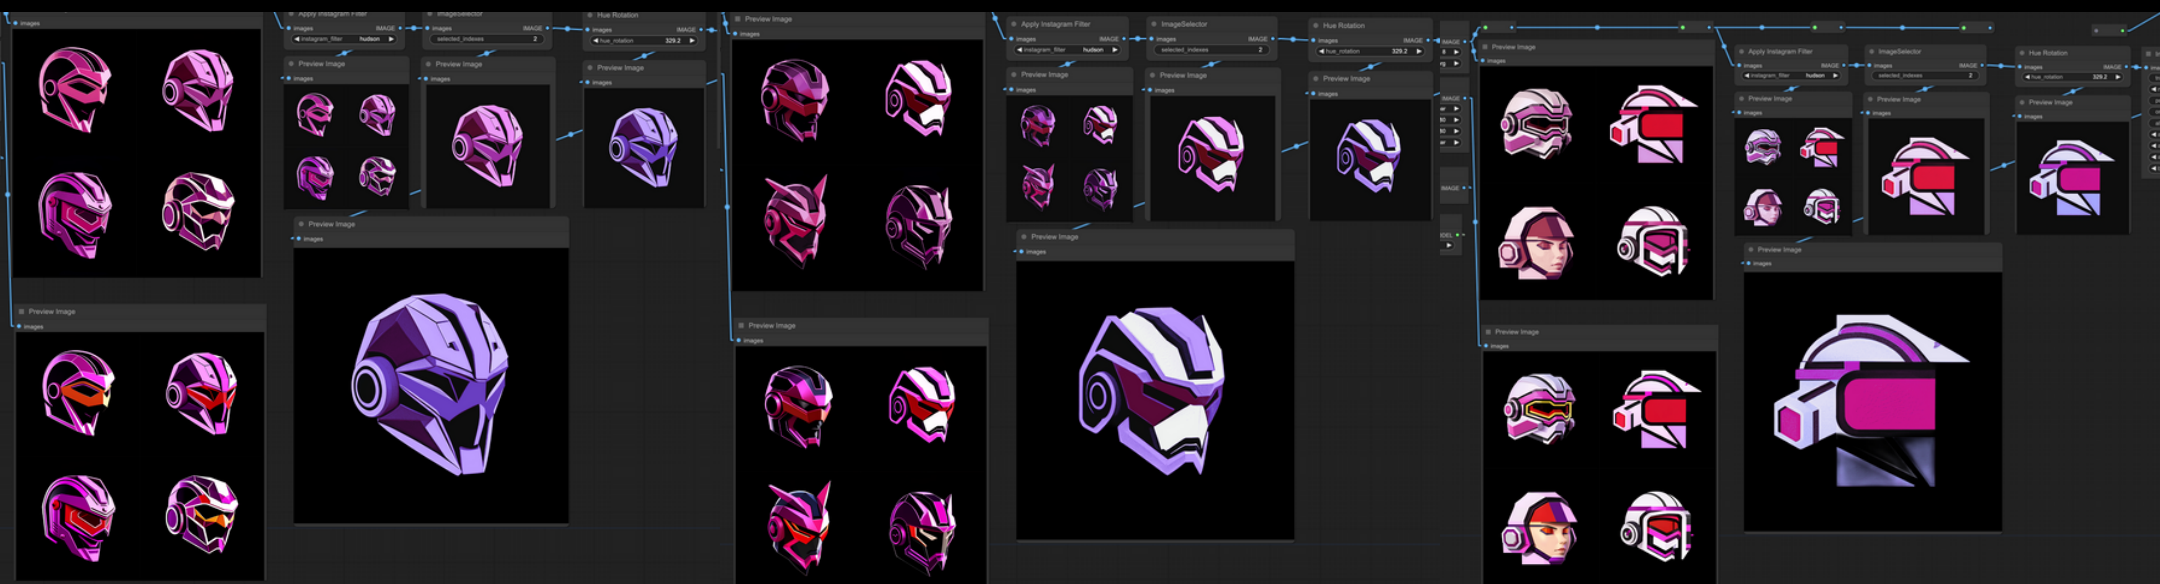 images
Apply Instagram Filter
images IMAGE
instagram_filter hudson
ImageSelector
images IMAGE
selected_indexes 2
Hue Rotation
images IMAGE
hue_rotation 329.2
Preview Image
images
Preview Image
images
Preview Image
images
Preview Image
images
Preview Image
images
Preview Image
images
Apply Instagram Filter
images IMAGE
instagram_filter hudson
ImageSelector
images IMAGE
selected_indexes 2
Hue Rotation
images IMAGE
hue_rotation 329.2
Preview Image
images
Preview Image
images
Preview Image
images
Preview Image
images
Preview Image
images
IMAGE
IMAGE
IMAGE
Preview Image
images
Apply Instagram Filter
images IMAGE
instagram_filter hudson
ImageSelector
images IMAGE
selected_indexes 2
Hue Rotation
images IMAGE
hue_rotation 329.2
Preview Image
images
Preview Image
images
Preview Image
images
Preview Image
images
Preview Image
images